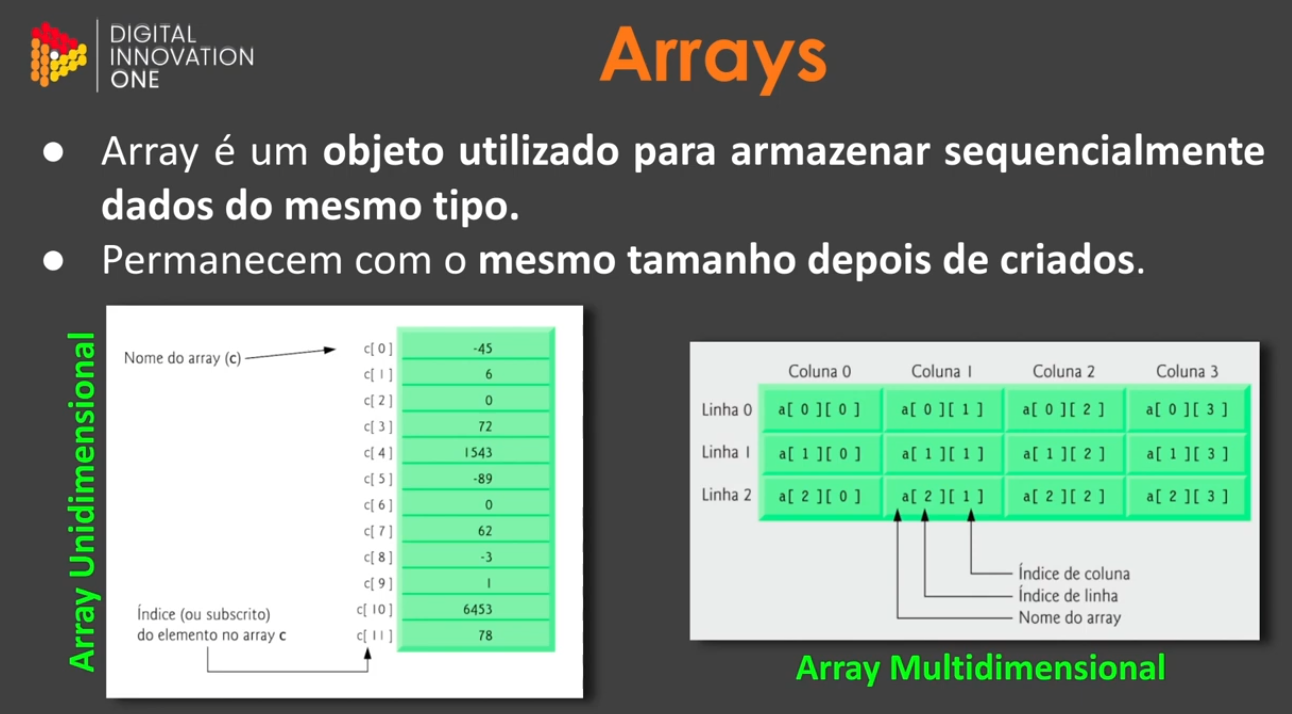 DIGITAL
INNOVATION
ONE
Arrays
● Array é um objeto utilizado para armazenar sequencialmente
dados do mesmo tipo.
● Permanecem com o mesmo tamanho depois de criados.
Array Unidimensional
Nome do array (c)
c[ 0 ] -45
c[ 1 ] 6
c[ 2 ] 0
c[ 3 ] 72
c[ 4 ] 1543
c[ 5 ] -89
c[ 6 ] 0
c[ 7 ] 62
c[ 8 ] -3
c[ 9 ] 1
c[ 10 ] 6453
c[ 11 ] 78
Índice (ou subscrito)
do elemento no array c
Coluna 0 Coluna 1 Coluna 2 Coluna 3
Linha 0 a[ 0 ][ 0 ] a[ 0 ][ 1 ] a[ 0 ][ 2 ] a[ 0 ][ 3 ]
Linha 1 a[ 1 ][ 0 ] a[ 1 ][ 1 ] a[ 1 ][ 2 ] a[ 1 ][ 3 ]
Linha 2 a[ 2 ][ 0 ] a[ 2 ][ 1 ] a[ 2 ][ 2 ] a[ 2 ][ 3 ]
Índice de coluna
Índice de linha
Nome do array
Array Multidimensional